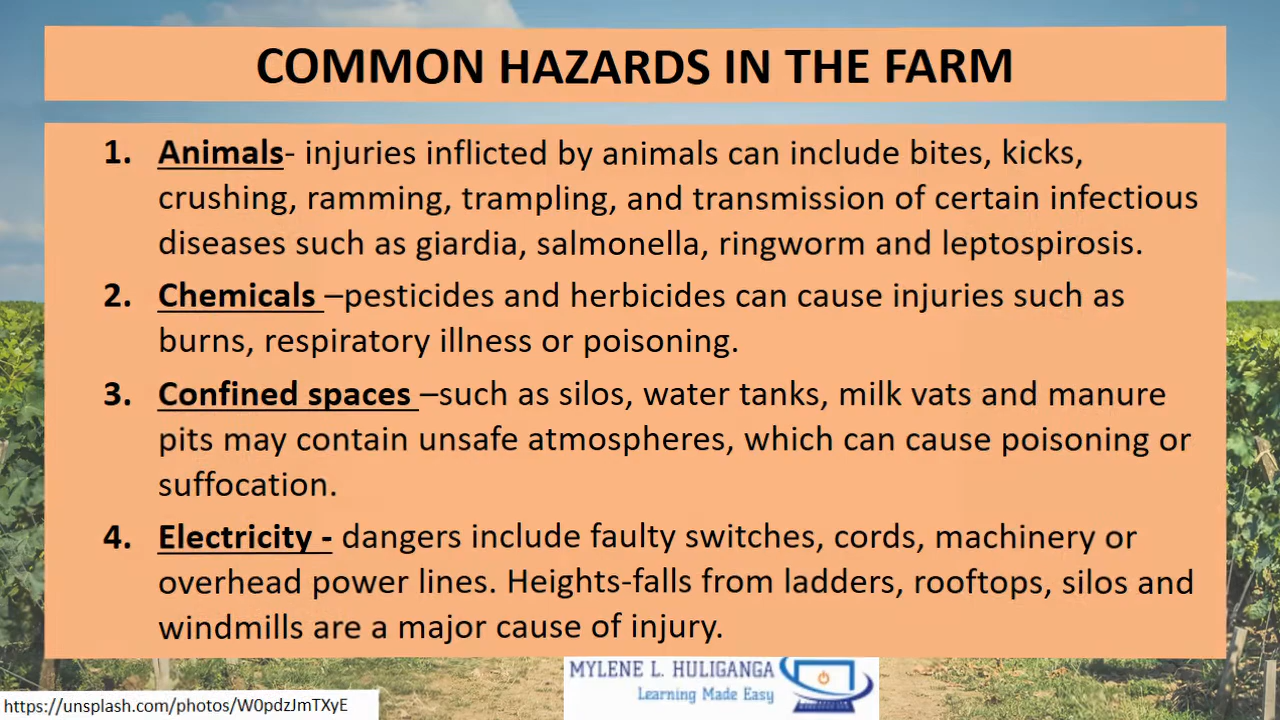 COMMON HAZARDS IN THE FARM
1. Animals- injuries inflicted by animals can include bites, kicks,
crushing, ramming, trampling, and transmission of certain infectious
diseases such as giardia, salmonella, ringworm and leptospirosis.
2. Chemicals –pesticides and herbicides can cause injuries such as
burns, respiratory illness or poisoning.
3. Confined spaces –such as silos, water tanks, milk vats and manure
pits may contain unsafe atmospheres, which can cause poisoning or
suffocation.
4. Electricity - dangers include faulty switches, cords, machinery or
overhead power lines. Heights-falls from ladders, rooftops, silos and
windmills are a major cause of injury.
MYLENE L. HULIGANGA
Learning Made Easy
https://unsplash.com/photos/W0pdzJmTXyE